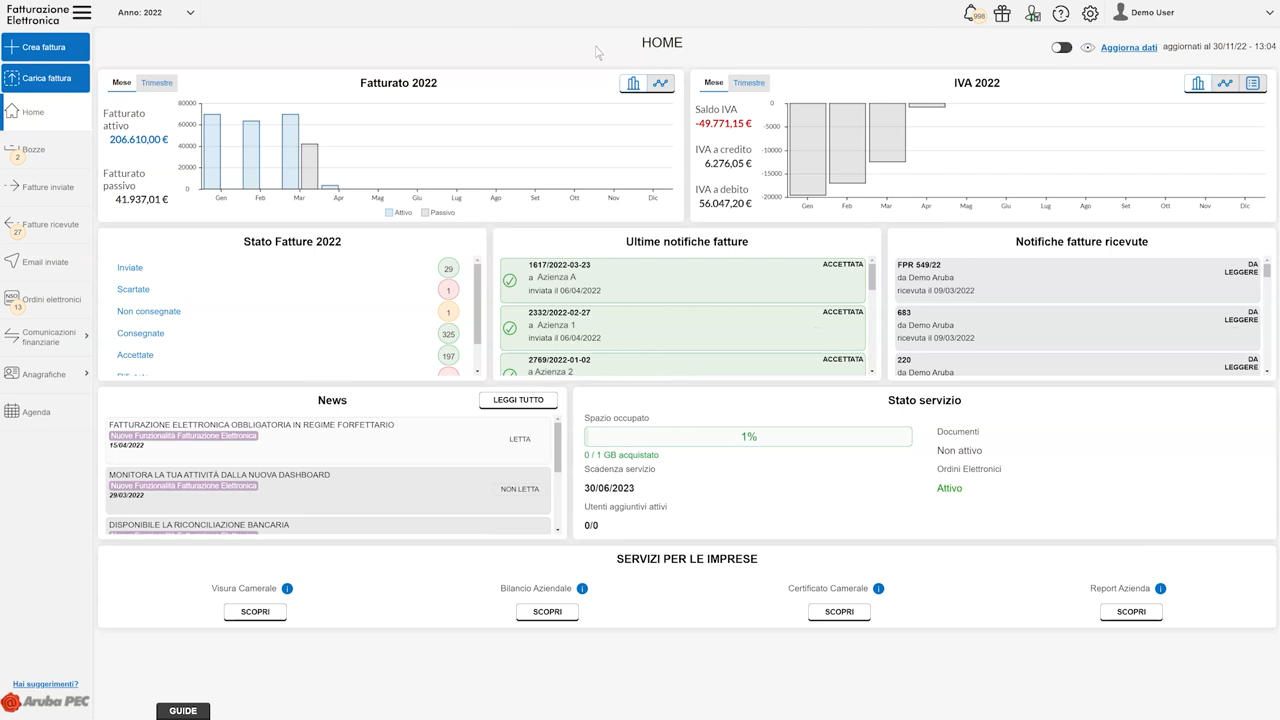 Fatturazione
Elettronica
Anno: 2022
998
Demo User
Crea fattura
Carica fattura
Home
Bozze
2
Fatture inviate
Fatture ricevute
27
Email inviate
NSO
Ordini elettronici
13
Comunicazioni
finanziarie
Anagrafiche
Agenda
Hai suggerimenti?
Aruba PEC
HOME
Aggiorna dati aggiornati al 30/11/22 - 13:04
Mese Trimestre
Fatturato 2022
Fatturato
attivo
206.610,00 €
Fatturato
passivo
41.937,01 €
80000
60000
40000
20000
0
Gen Feb Mar Apr Mag Giu Lug Ago Set Ott Nov Dic
Attivo Passivo
Mese Trimestre
IVA 2022
Saldo IVA
-49.771,15 €
IVA a credito
6.276,05 €
IVA a debito
56.047,20 €
0
-5000
-10000
-15000
-20000
Gen Feb Mar Apr Mag Giu Lug Ago Set Ott Nov Dic
Stato Fatture 2022
Inviate 29
Scartate 1
Non consegnate 1
Consegnate 325
Accettate 197
Ultime notifiche fatture
1617/2022-03-23 ACCETTATA
a Azienda A
inviata il 06/04/2022
2332/2022-02-27 ACCETTATA
a Azienda 1
inviata il 06/04/2022
2769/2022-01-02 ACCETTATA
a Azienda 2
Notifiche fatture ricevute
FPR 549/22 DA LEGGERE
da Demo Aruba
ricevuta il 09/03/2022
683 DA LEGGERE
da Demo Aruba
ricevuta il 09/03/2022
220 DA LEGGERE
da Demo Aruba
News
LEGGI TUTTO
FATTURAZIONE ELETTRONICA OBBLIGATORIA IN REGIME FORFETTARIO
Nuove Funzionalità Fatturazione Elettronica
15/04/2022
LETTA
MONITORA LA TUA ATTIVITÀ DALLA NUOVA DASHBOARD
Nuove Funzionalità Fatturazione Elettronica
29/03/2022
NON LETTA
DISPONIBILE LA RICONCILIAZIONE BANCARIA
Stato servizio
Spazio occupato
1%
0 / 1 GB acquistato
Scadenza servizio
30/06/2023
Utenti aggiuntivi attivi
0/0
Documenti
Non attivo
Ordini Elettronici
Attivo
SERVIZI PER LE IMPRESE
Visura Camerale i
SCOPRI
Bilancio Aziendale i
SCOPRI
Certificato Camerale i
SCOPRI
Report Azienda i
SCOPRI
GUIDE